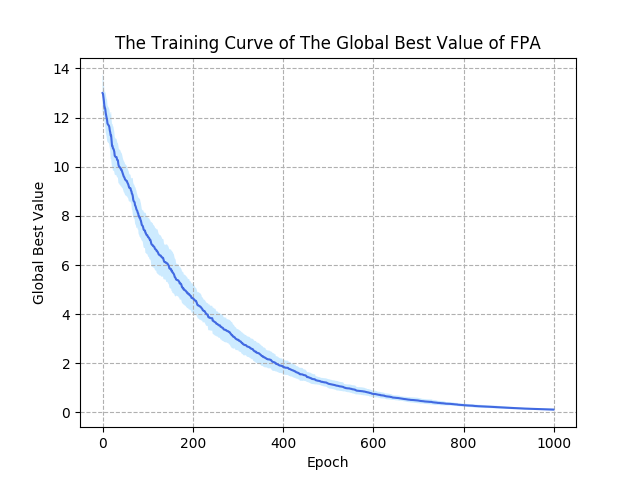 The Training Curve of The Global Best Value of FPA
14
12
10
8
6
4
2
0
Global Best Value
0 200 400 600 800 1000
Epoch